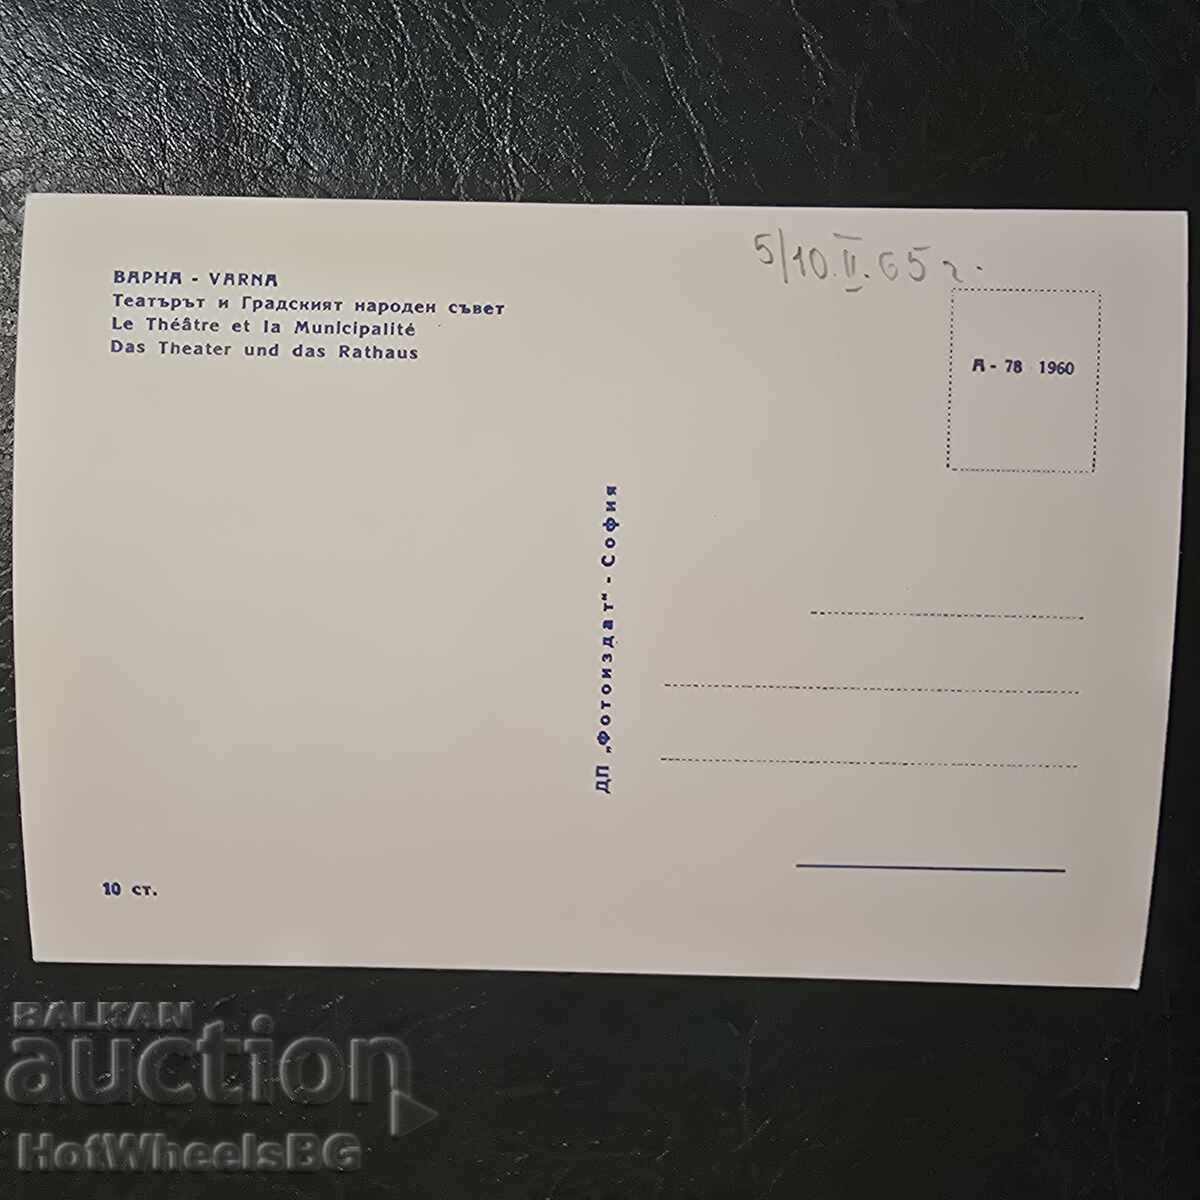 5/10.II.65 г.
ВАРНА - VARNA
Театърът и Градският народен съвет
Le Théâtre et la Municipalité
Das Theater und das Rathaus
А - 78 1960
ДП „Фотоиздат" - София
10 ст.
BALKAN
auction
HotWheelsBG